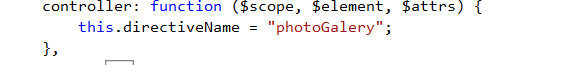 controller: function ($scope, $element, $attrs) {
this.directiveName = "photoGalery";
},